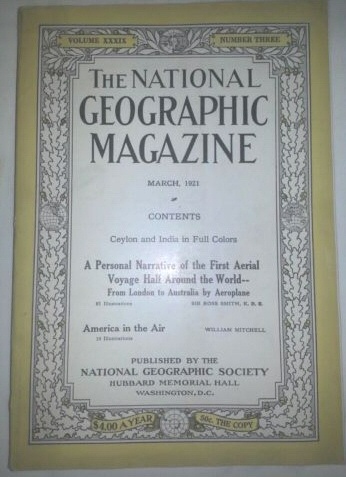 VOLUME XXXIX NUMBER THREE
THE NATIONAL
GEOGRAPHIC
MAGAZINE
MARCH, 1921
CONTENTS
Ceylon and India in Full Colors
A Personal Narrative of the First Aerial
Voyage Half Around the World--
From London to Australia by Aeroplane
Illustrations SIR ROSS SMITH, K. B. E.
America in the Air WILLIAM MITCHELL
Illustrations
PUBLISHED BY THE
NATIONAL GEOGRAPHIC SOCIETY
HUBBARD MEMORIAL HALL
WASHINGTON, D.C.
$4.00 A YEAR 50c. THE COPY